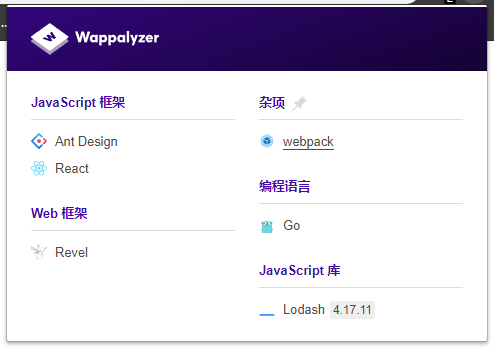 Wappalyzer
JavaScript 框架
Ant Design
React
Web 框架
Revel
杂项
webpack
编程语言
Go
JavaScript 库
Lodash 4.17.11